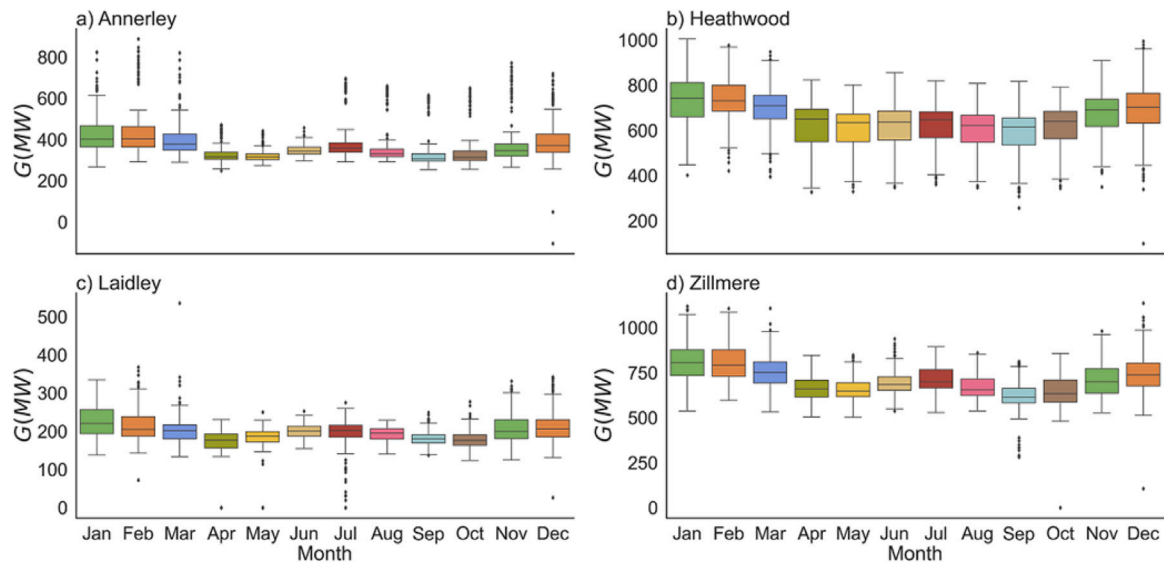 a) Annerley
800
600
400
200
0
G(MW)
b) Heathwood
1000
800
600
400
200
G(MW)
c) Laidley
500
400
300
200
100
0
G(MW)
Jan Feb Mar Apr May Jun Jul Aug Sep Oct Nov Dec
Month
d) Zillmere
1000
750
500
250
0
G(MW)
Jan Feb Mar Apr May Jun Jul Aug Sep Oct Nov Dec
Month